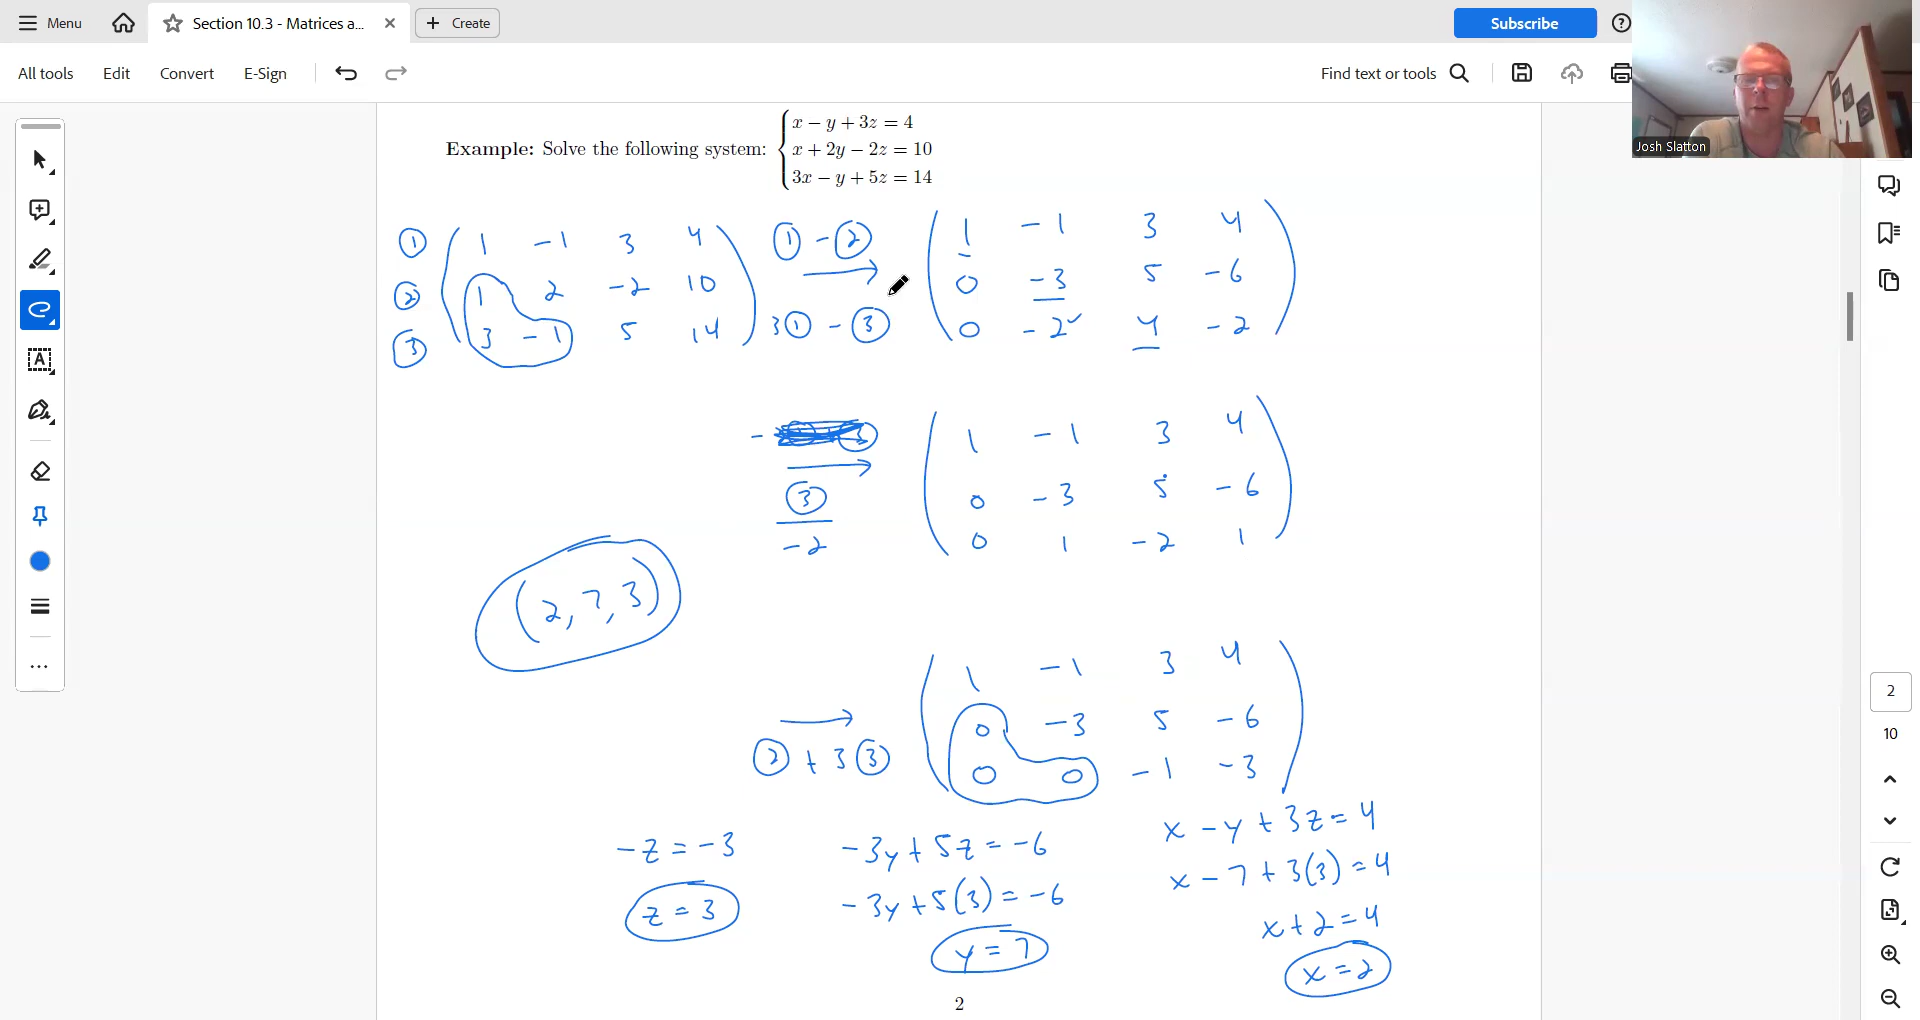 Menu
Section 10.3 - Matrices a...
Create
Subscribe
All tools Edit Convert E-Sign
Find text or tools
Josh Slatton
Example: Solve the following system:
x − y + 3z = 4
x + 2y − 2z = 10
3x − y + 5z = 14
① 1 -1 3 4
② 1 2 -2 10
③ 3 -1 5 14
① - ②
3① - ③
1 -1 3 4
0 -3 5 -6
0 -2 4 -2
③
-2
1 -1 3 4
0 -3 5 -6
0 1 -2 1
(2, 7, 3)
② + 3③
1 -1 3 4
0 -3 5 -6
0 0 -1 -3
-z = -3
z = 3
-3y + 5z = -6
-3y + 5(3) = -6
y = 7
x - y + 3z = 4
x - 7 + 3(3) = 4
x + 2 = 4
x = 2
2
2
10